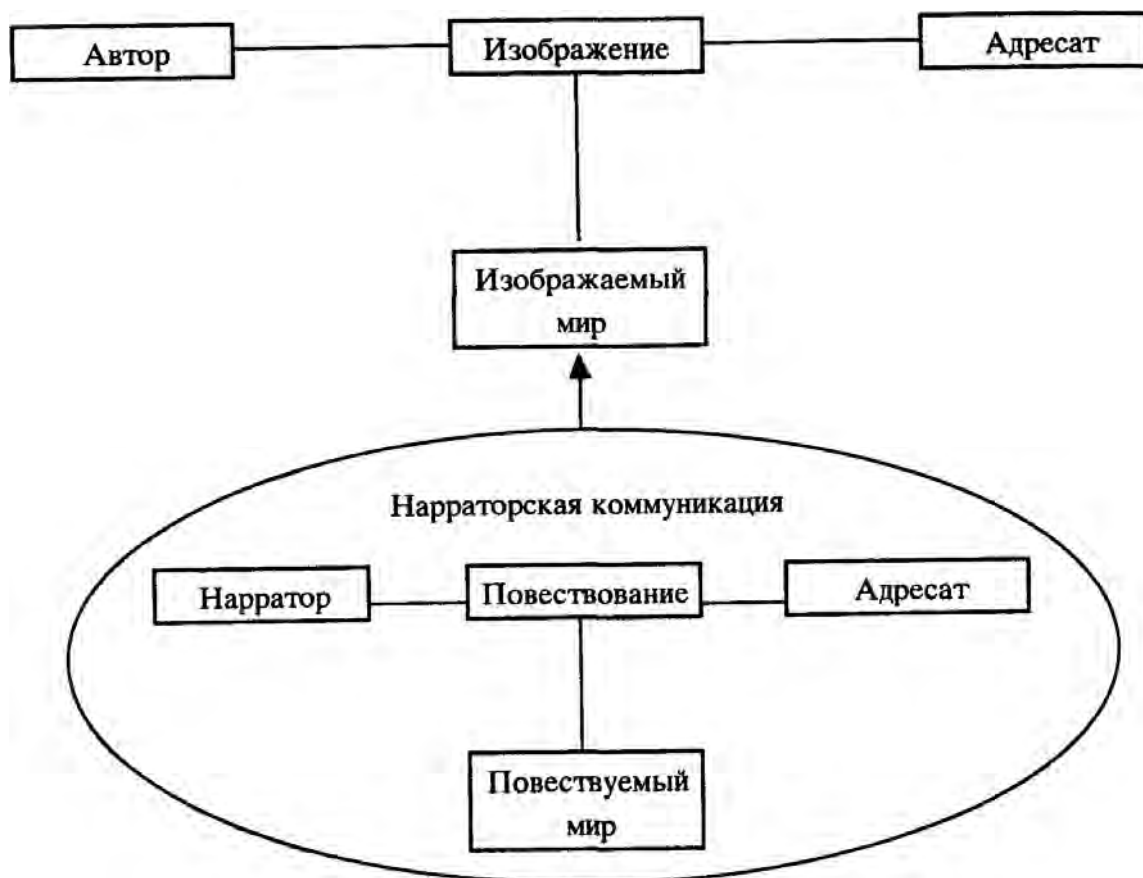 Автор
Изображение
Адресат
Изображаемый
мир
Нарраторская коммуникация
Нарратор
Повествование
Адресат
Повествуемый
мир